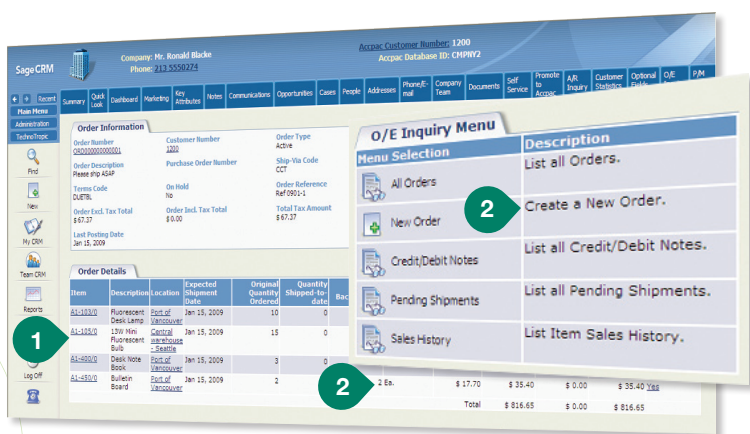 SageCRM
Company: Mr. Ronald Blacke
Phone: 213 5550274
Accpac Customer Number: 1200
Accpac Database ID: CMPNY2
Recent
Main Menu
Administration
TechnoTropic
Find
New
My CRM
Team CRM
Reports
Log Off
Summary
Quick Look
Dashboard
Marketing
Key Attributes
Notes
Communications
Opportunities
Cases
People
Addresses
Phone/E-mail
Company Team
Documents
Self Service
Promote to Accpac
A/R Inquiry
Customer Statistics
Optional Fields
O/E
P/M
Order Information
Order Number
ORD000000000001
Customer Number
1200
Order Type
Active
Order Description
Please ship ASAP
Purchase Order Number
Ship-Via Code
CCT
Terms Code
DUETBL
On Hold
No
Order Reference
Ref 0901-1
Order Excl. Tax Total
$ 67.37
Order Incl. Tax Total
$ 0.00
Total Tax Amount
$ 67.37
Last Posting Date
Jan 15, 2009
Order Details
Item
Description
Location
Expected Shipment Date
Original Quantity Ordered
Quantity Shipped-to-date
A1-103/0 Fluorescent Desk Lamp Port of Vancouver Jan 15, 2009 10 0
A1-105/0 13W Mini Fluorescent Bulb Central warehouse - Seattle Jan 15, 2009 15 0
A1-400/0 Desk Note Book Port of Vancouver Jan 15, 2009 3 0
A1-450/0 Bulletin Board Port of Vancouver Jan 15, 2009 2 2 Ea. $ 17.70 $ 35.40 $ 0.00 $ 35.40 Yes
Total $ 816.65 $ 0.00 $ 816.65
1
2
O/E Inquiry Menu
Menu Selection Description
All Orders List all Orders.
New Order 2 Create a New Order.
Credit/Debit Notes List all Credit/Debit Notes.
Pending Shipments List all Pending Shipments.
Sales History List Item Sales History.